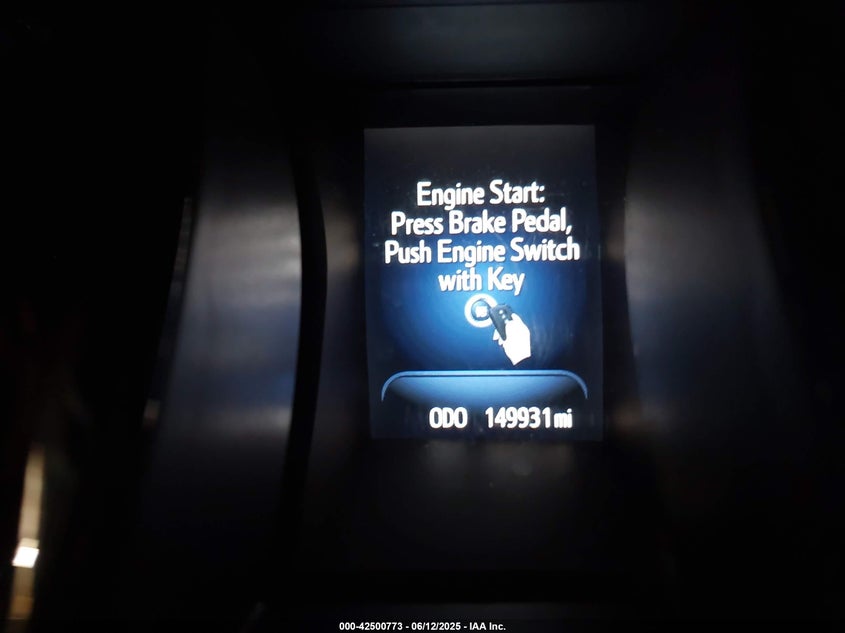 Engine Start:
Press Brake Pedal,
Push Engine Switch
with Key
ODO 149931 mi
000-42500773 - 06/12/2025 - IAA Inc.